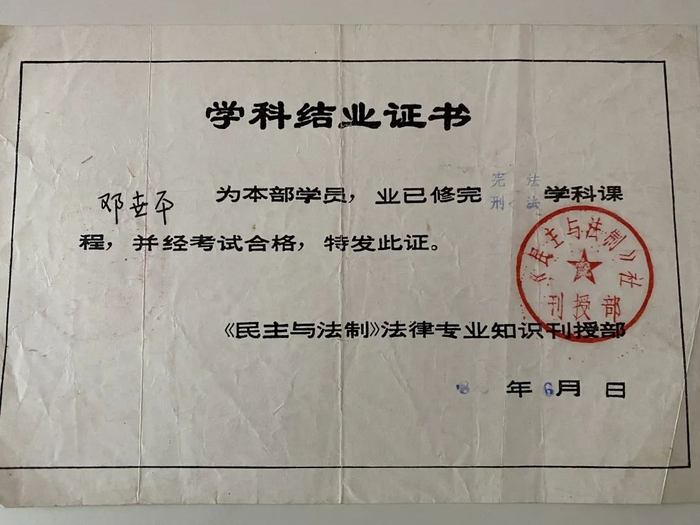 学科结业证书
邓世平 为本部学员，业已修完 宪法 刑法 学科课
程，并经考试合格，特发此证。
《民主与法制》社
刊授部
《民主与法制》法律专业知识刊授部
年6月 日